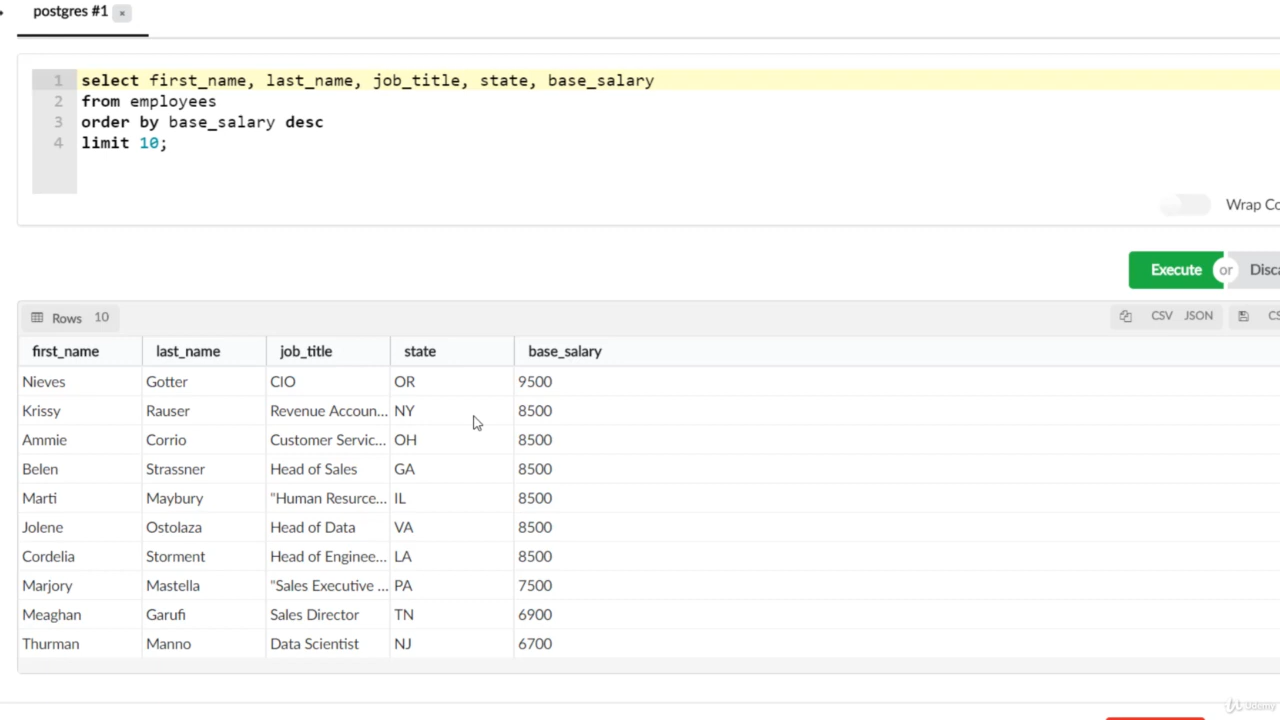 postgres #1 ×
1 select first_name, last_name, job_title, state, base_salary
2 from employees
3 order by base_salary desc
4 limit 10;
Wrap Co
Execute or Disca
Rows 10 CSV JSON CS
first_name last_name job_title state base_salary
Nieves Gotter CIO OR 9500
Krissy Rauser Revenue Accoun... NY 8500
Ammie Corrio Customer Servic... OH 8500
Belen Strassner Head of Sales GA 8500
Marti Maybury "Human Resurce... IL 8500
Jolene Ostolaza Head of Data VA 8500
Cordelia Storment Head of Enginee... LA 8500
Marjory Mastella "Sales Executive ... PA 7500
Meaghan Garufi Sales Director TN 6900
Thurman Manno Data Scientist NJ 6700
Udemy